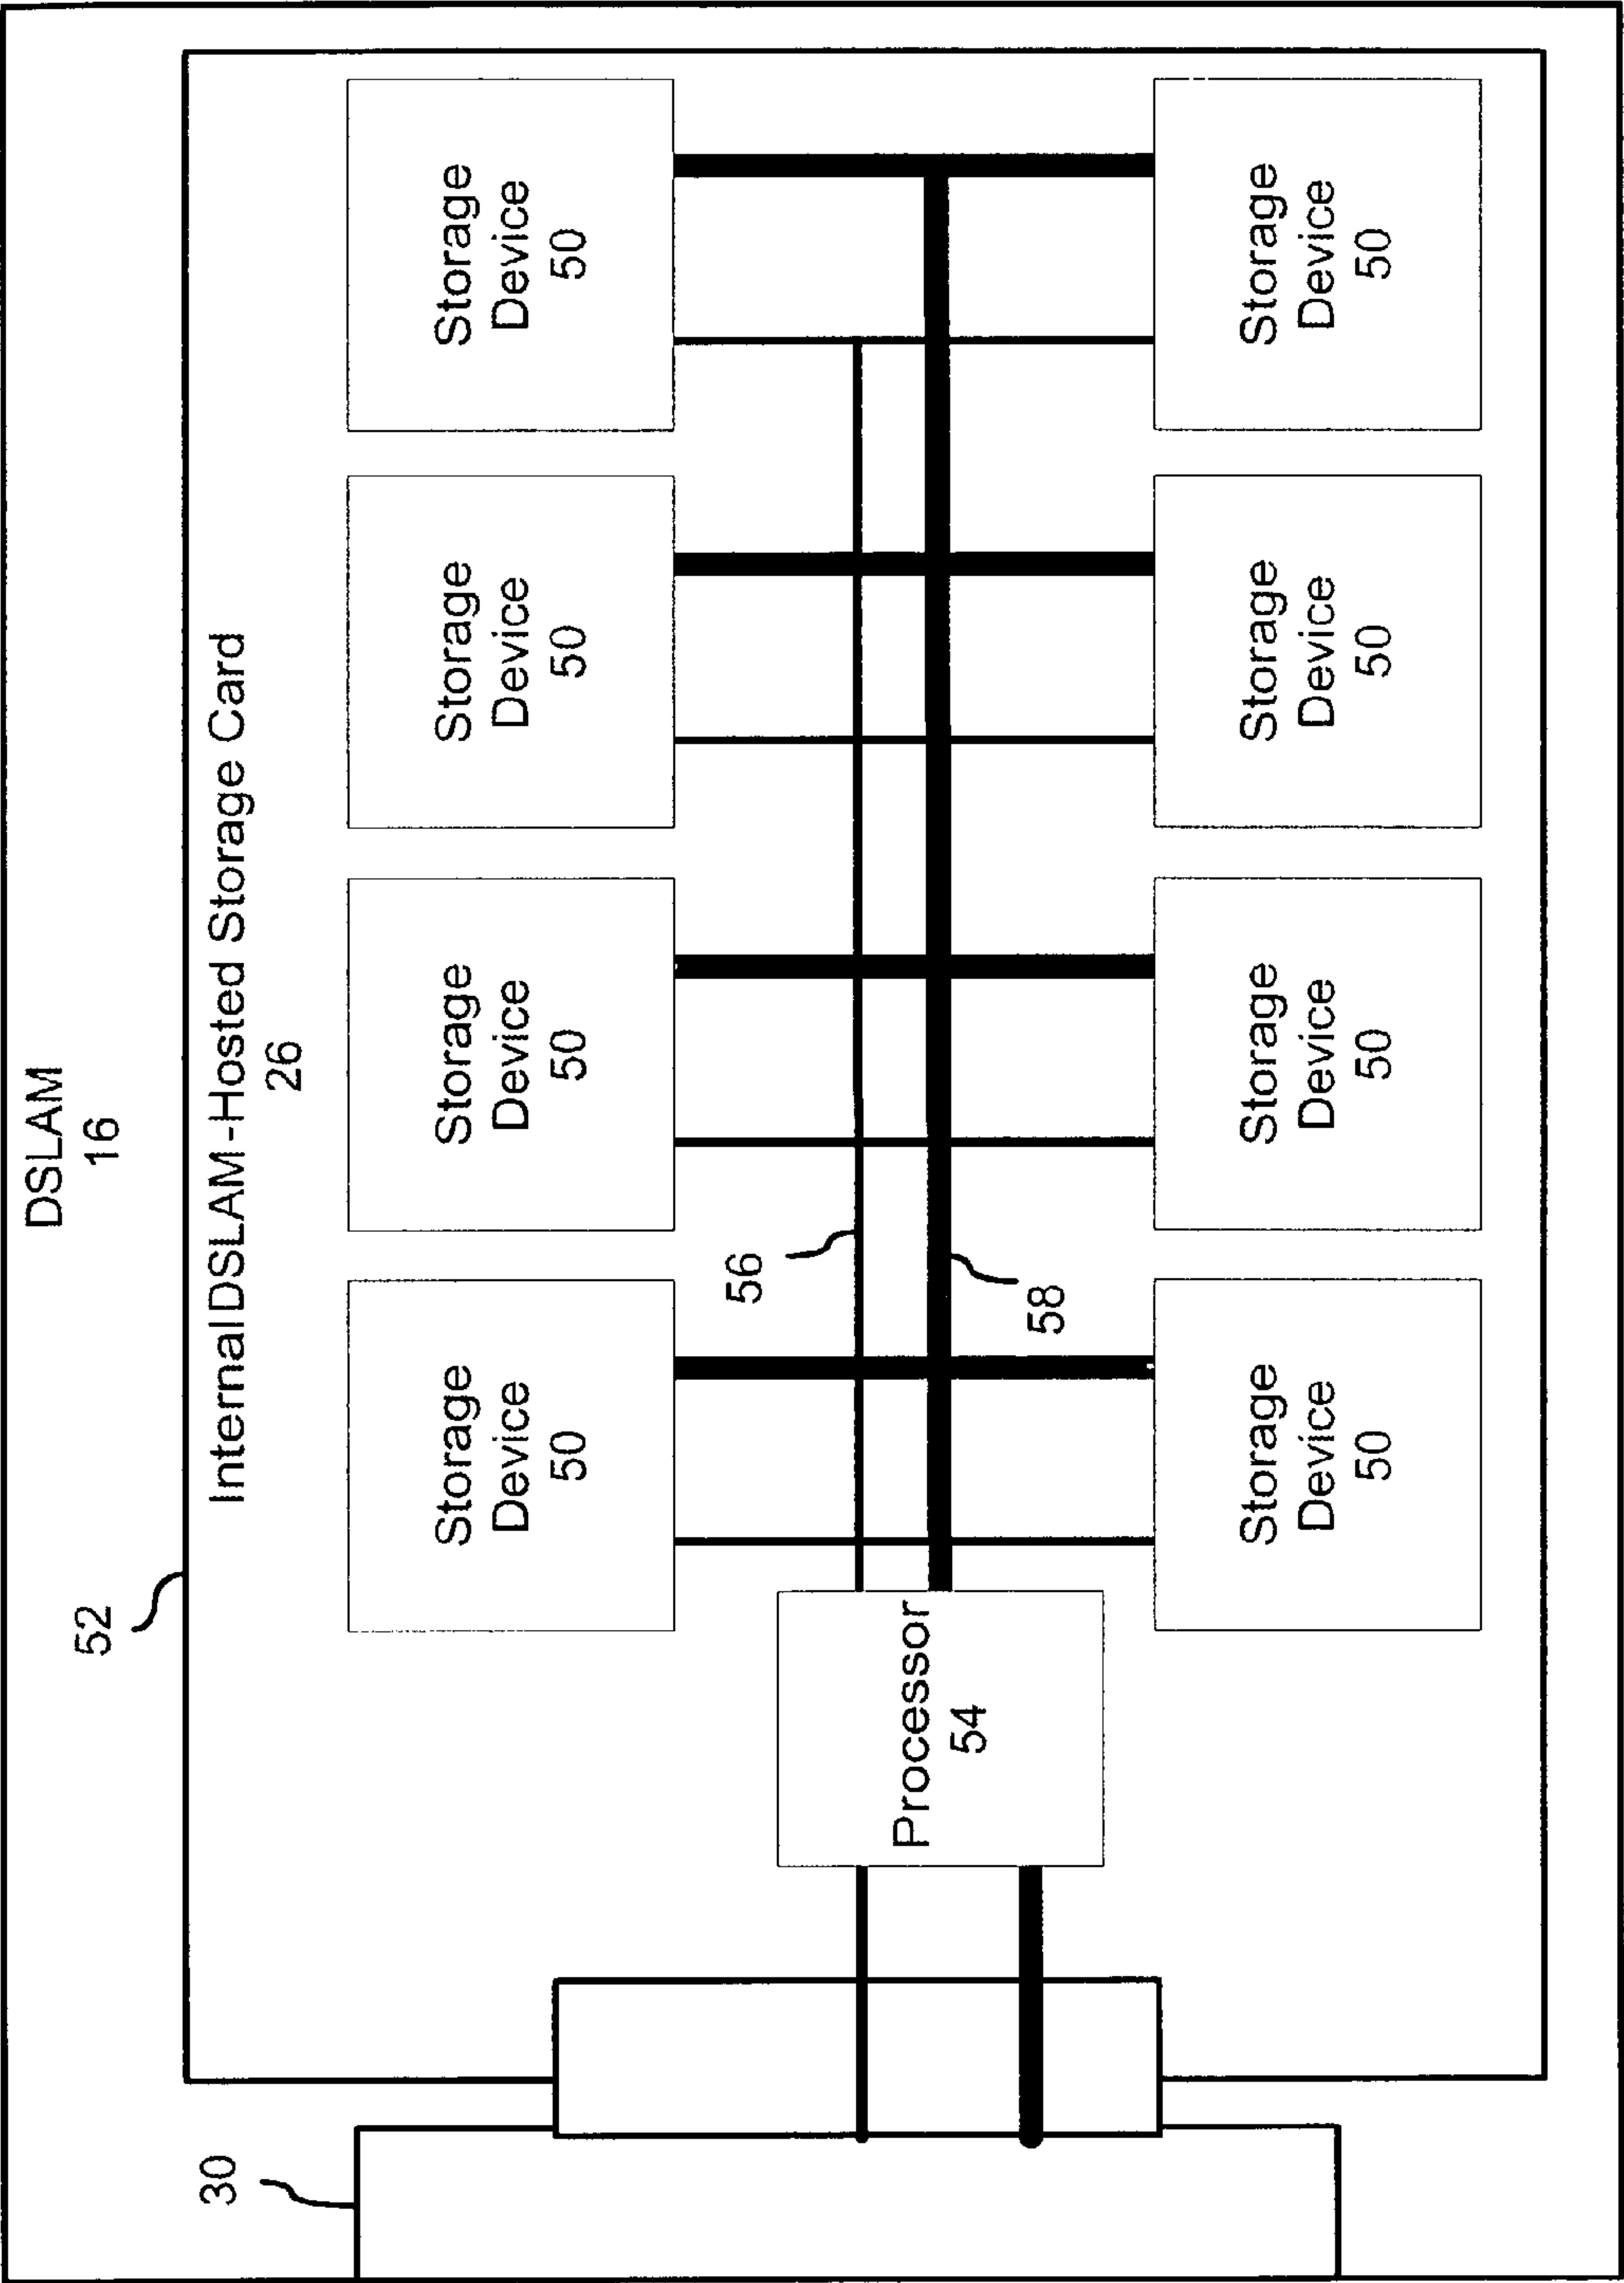 DSLAM
16
52
Internal DSLAM-Hosted Storage Card
26
30
Storage
Device
50
Storage
Device
50
Storage
Device
50
Storage
Device
50
56
Processor
54
58
Storage
Device
50
Storage
Device
50
Storage
Device
50
Storage
Device
50